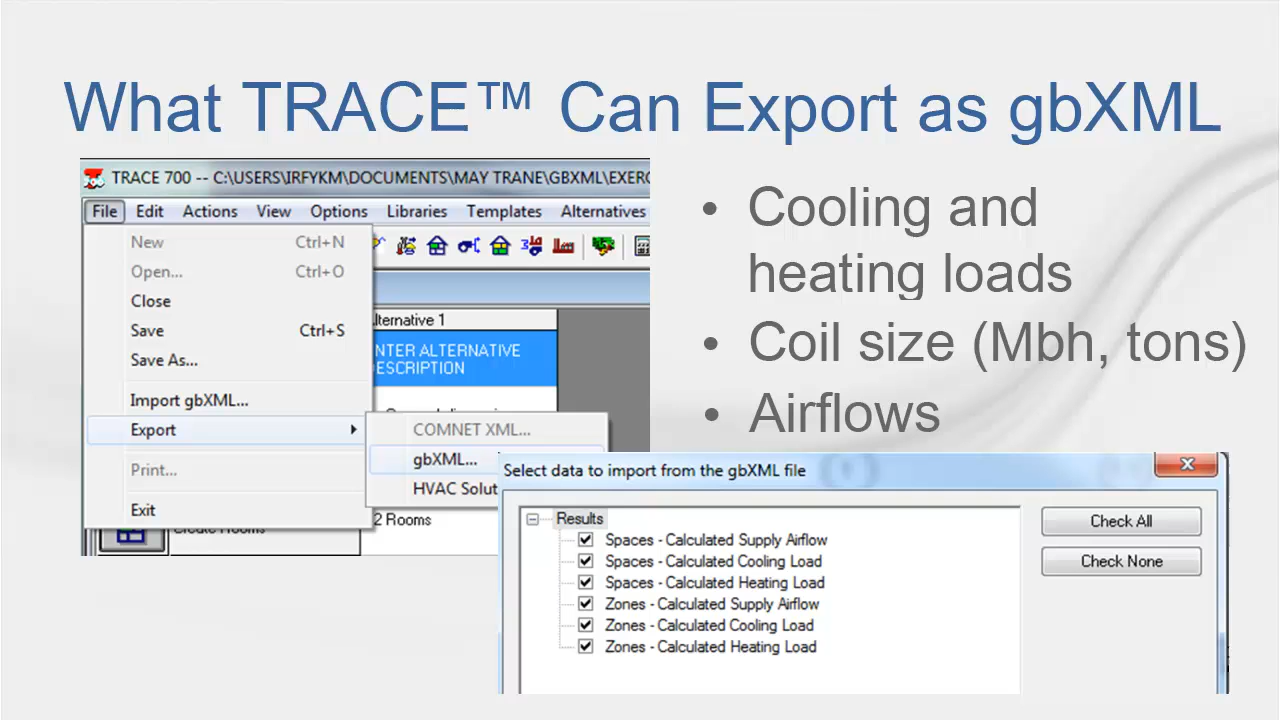 What TRACE™ Can Export as gbXML
TRACE 700 -- C:\USERS\IRFYKM\DOCUMENTS\MAY TRANE\GBXML\EXERC
File Edit Actions View Options Libraries Templates Alternatives
New Ctrl+N
Open... Ctrl+O
Close
Save Ctrl+S
Save As...
Import gbXML...
Export
Print...
Exit
COMNET XML...
gbXML...
HVAC Solut
lternative 1
NTER ALTERNATIVE
ESCRIPTION
2 Rooms
Create Rooms
• Cooling and
heating loads
• Coil size (Mbh, tons)
• Airflows
Select data to import from the gbXML file
Results
Spaces - Calculated Supply Airflow
Spaces - Calculated Cooling Load
Spaces - Calculated Heating Load
Zones - Calculated Supply Airflow
Zones - Calculated Cooling Load
Zones - Calculated Heating Load
Check All
Check None